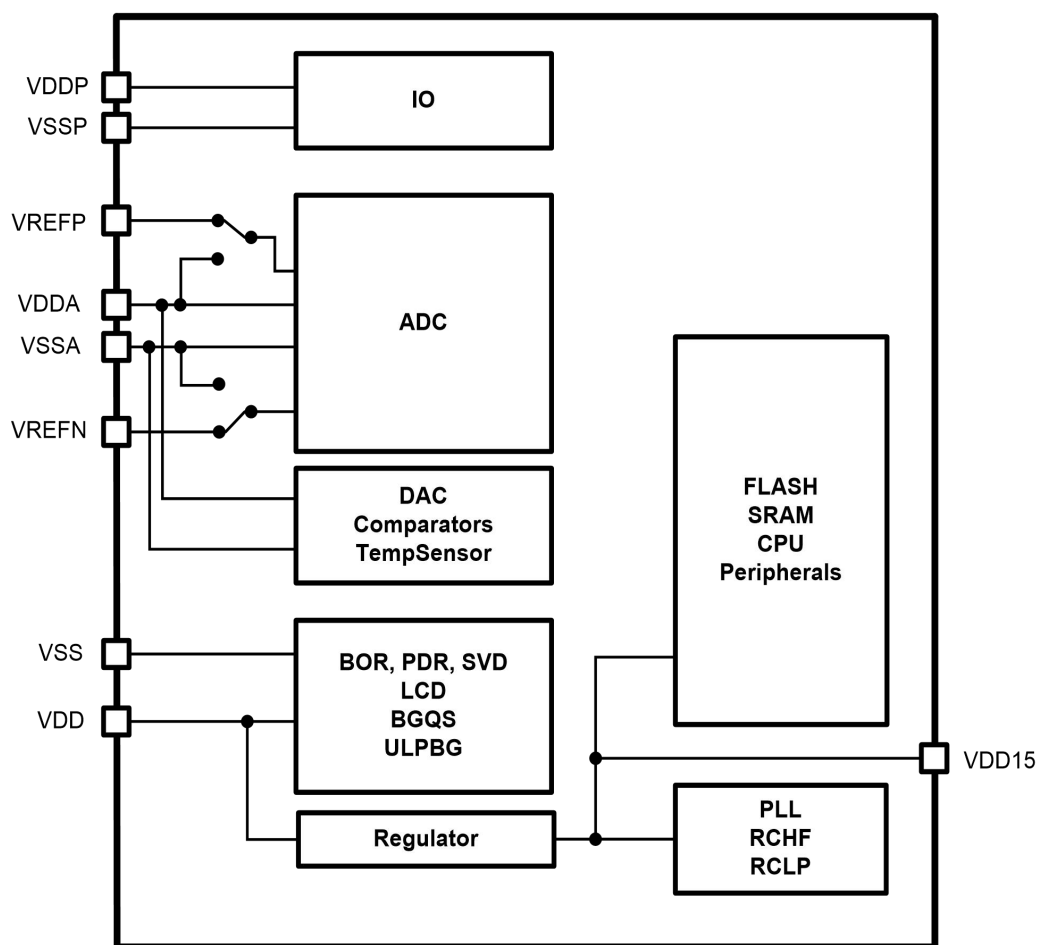 VDDP
IO
VSSP
VREFP
VDDA
ADC
VSSA
VREFN
DAC
Comparators
TempSensor
FLASH
SRAM
CPU
Peripherals
VSS
BOR, PDR, SVD
LCD
BGQS
ULPBG
VDD
VDD15
Regulator
PLL
RCHF
RCLP